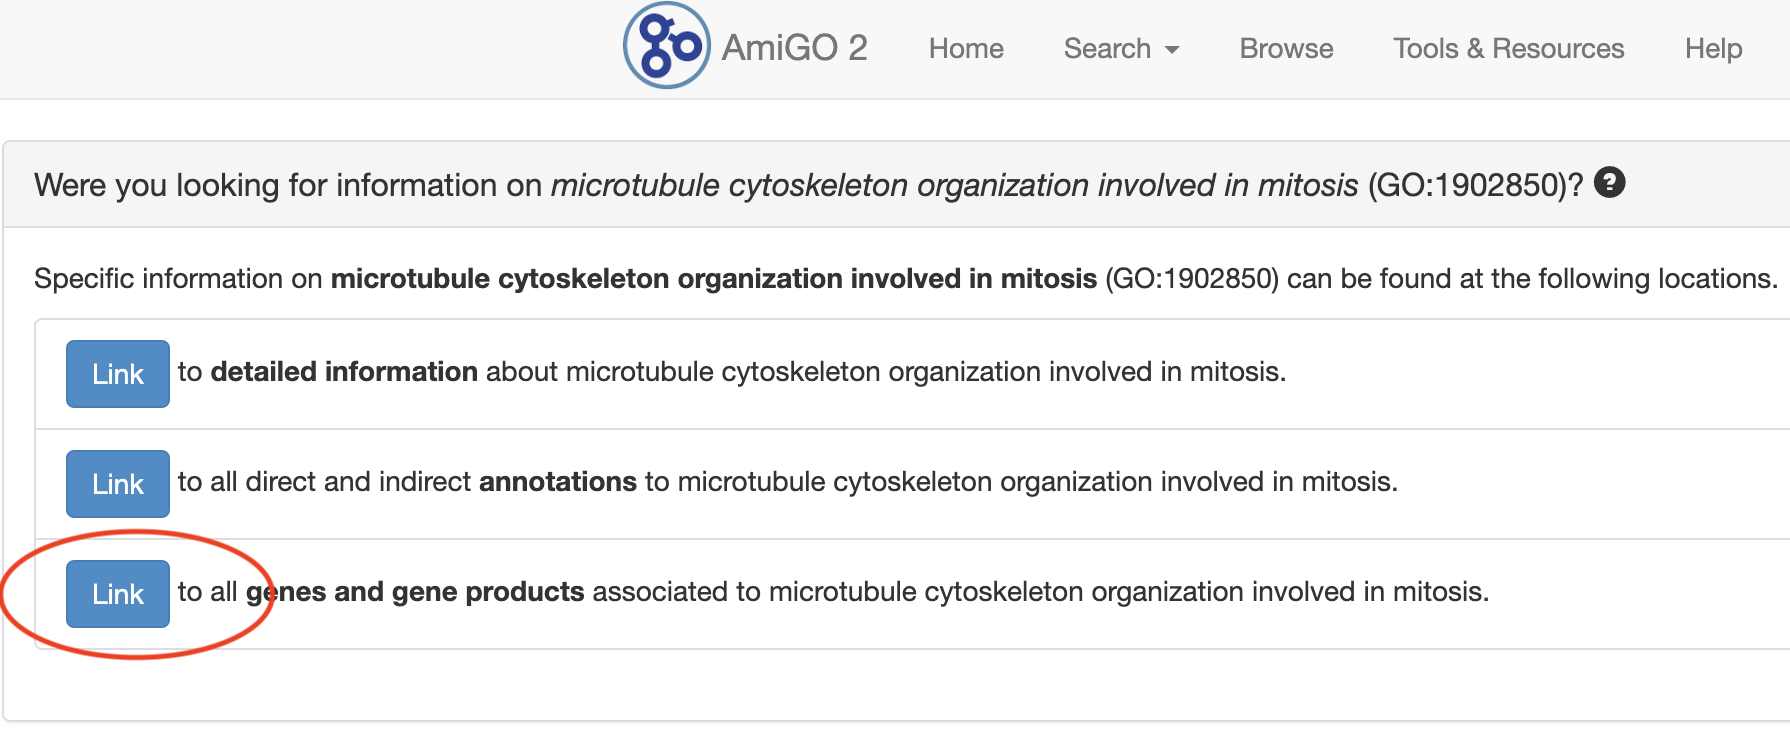 go AmiGO 2 Home Search Browse Tools & Resources Help
Were you looking for information on microtubule cytoskeleton organization involved in mitosis (GO:1902850)? ?
Specific information on microtubule cytoskeleton organization involved in mitosis (GO:1902850) can be found at the following locations.
Link to detailed information about microtubule cytoskeleton organization involved in mitosis.
Link to all direct and indirect annotations to microtubule cytoskeleton organization involved in mitosis.
Link to all genes and gene products associated to microtubule cytoskeleton organization involved in mitosis.